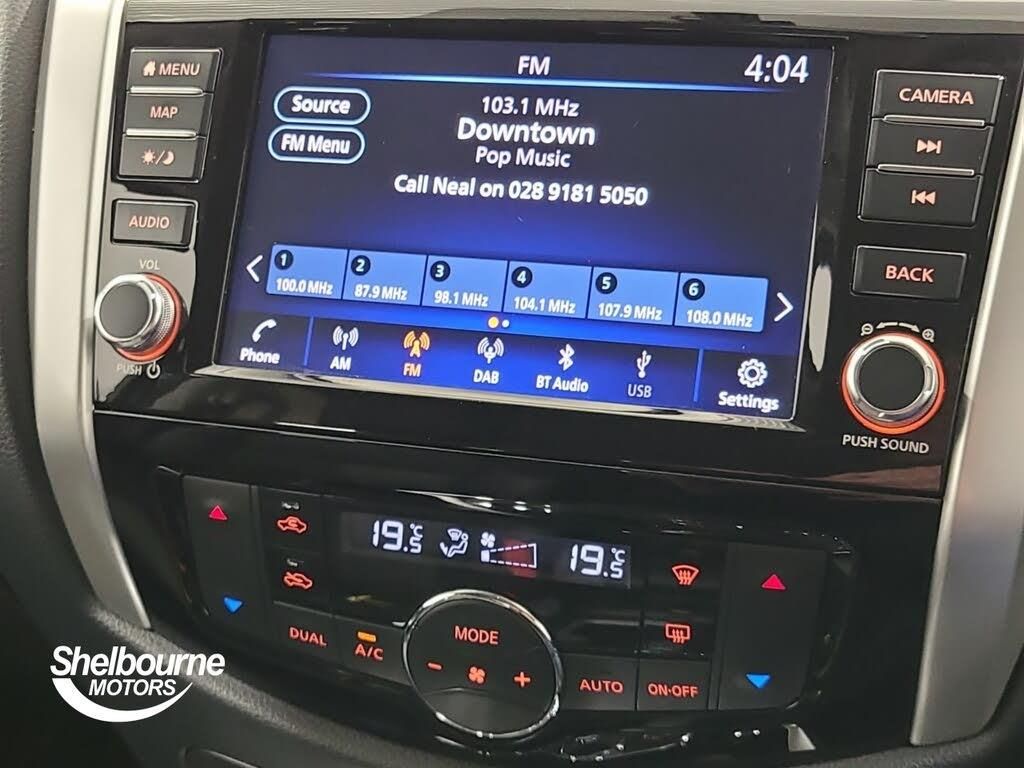 MENU
MAP
AUDIO
VOL
PUSH
FM
4:04
Source
FM Menu
103.1 MHz
Downtown
Pop Music
Call Neal on 028 9181 5050
1
100.0 MHz
2
87.9 MHz
3
98.1 MHz
4
104.1 MHz
5
107.9 MHz
6
108.0 MHz
Phone
AM
FM
DAB
BT Audio
USB
Settings
CAMERA
BACK
PUSH SOUND
19.5°C
19.5°C
DUAL
A/C
MODE
- +
AUTO
ON·OFF
Shelbourne
MOTORS